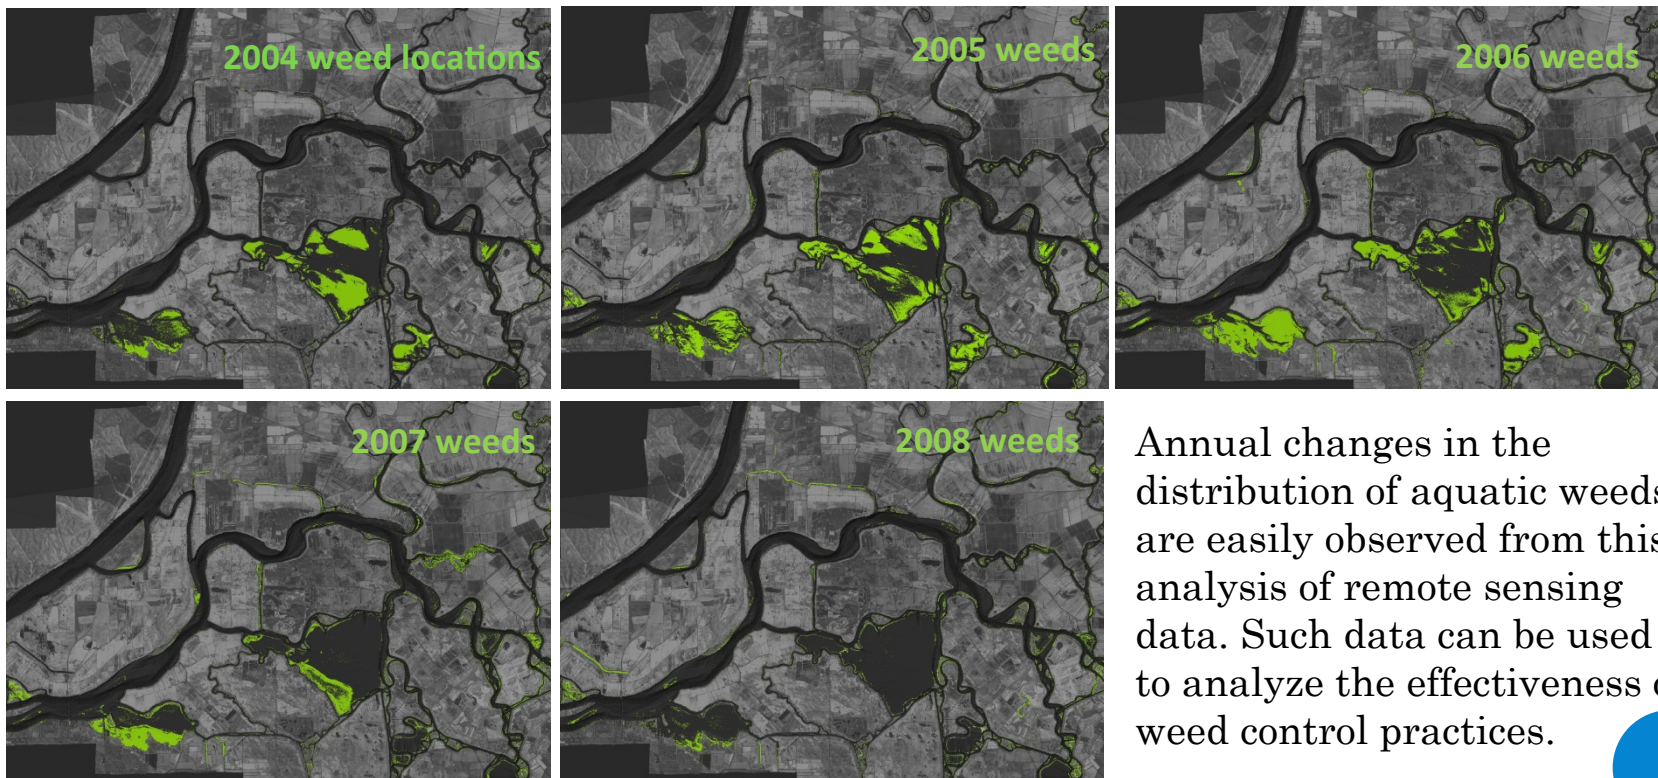 2004 weed locations
2005 weeds
2006 weeds
2007 weeds
2008 weeds
Annual changes in the
distribution of aquatic weeds
are easily observed from this
analysis of remote sensing
data. Such data can be used
to analyze the effectiveness
weed control practices.